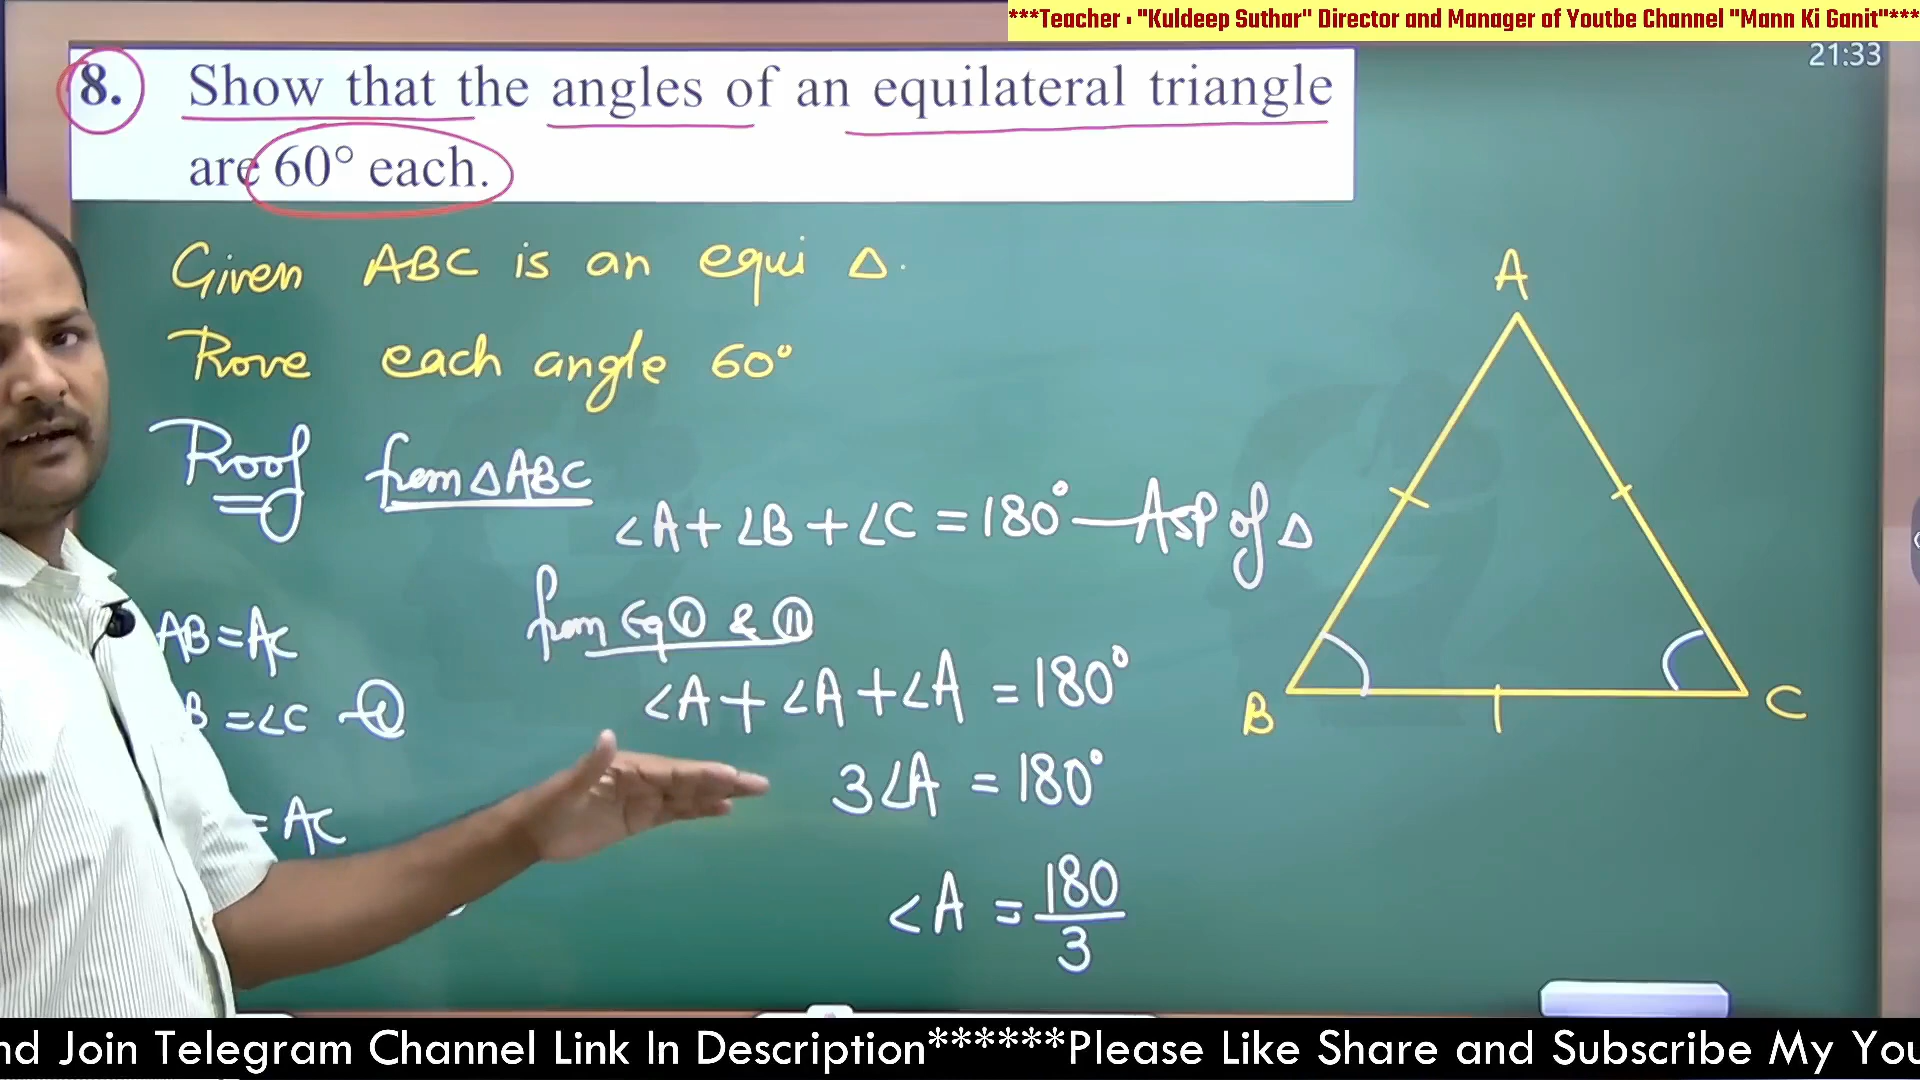 ***Teacher : "Kuldeep Suthar" Director and Manager of Youtbe Channel "Mann Ki Ganit"***
21:33
8. Show that the angles of an equilateral triangle
are 60° each.
Given ABC is an equi △.
Prove each angle 60°
Proof from △ABC
∠A + ∠B + ∠C = 180° — ASP of △
from Eq ① & ⑪
AB = AC
∠A + ∠A + ∠A = 180°
B = ∠C — ①
3∠A = 180°
= AC
∠A = 180
3
A
B
C
nd Join Telegram Channel Link In Description******Please Like Share and Subscribe My You